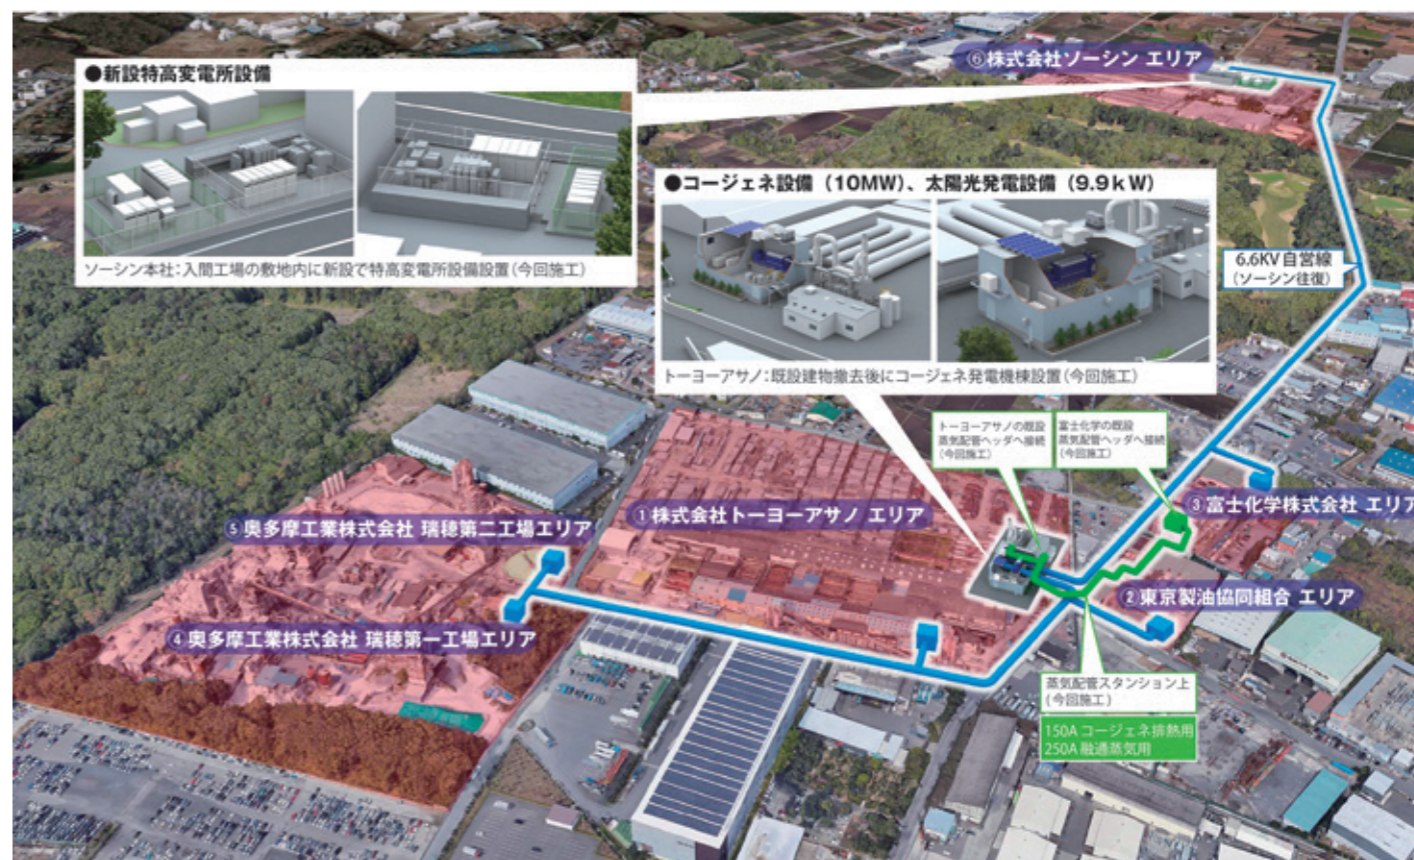 ⑥株式会社ソーシン エリア
●新設特高変電所設備
ソーシン本社：入間工場の敷地内に新設で特高変電所設備設置（今回施工）
●コージェネ設備（10MW）、太陽光発電設備（9.9kW）
トーヨーアサノ：既設建物撤去後にコージェネ発電機棟設置（今回施工）
6.6KV自営線
（ソーシン往復）
トーヨーアサノの既設
蒸気配管ヘッダへ接続
（今回施工）
富士化学の既設
蒸気配管ヘッダへ接続
（今回施工）
③富士化学株式会社 エリア
①株式会社トーヨーアサノ エリア
⑤奥多摩工業株式会社 瑞穂第二工場エリア
②東京製油協同組合 エリア
④奥多摩工業株式会社 瑞穂第一工場エリア
蒸気配管スタンション上
（今回施工）
150A コージェネ排熱用
250A 融通蒸気用